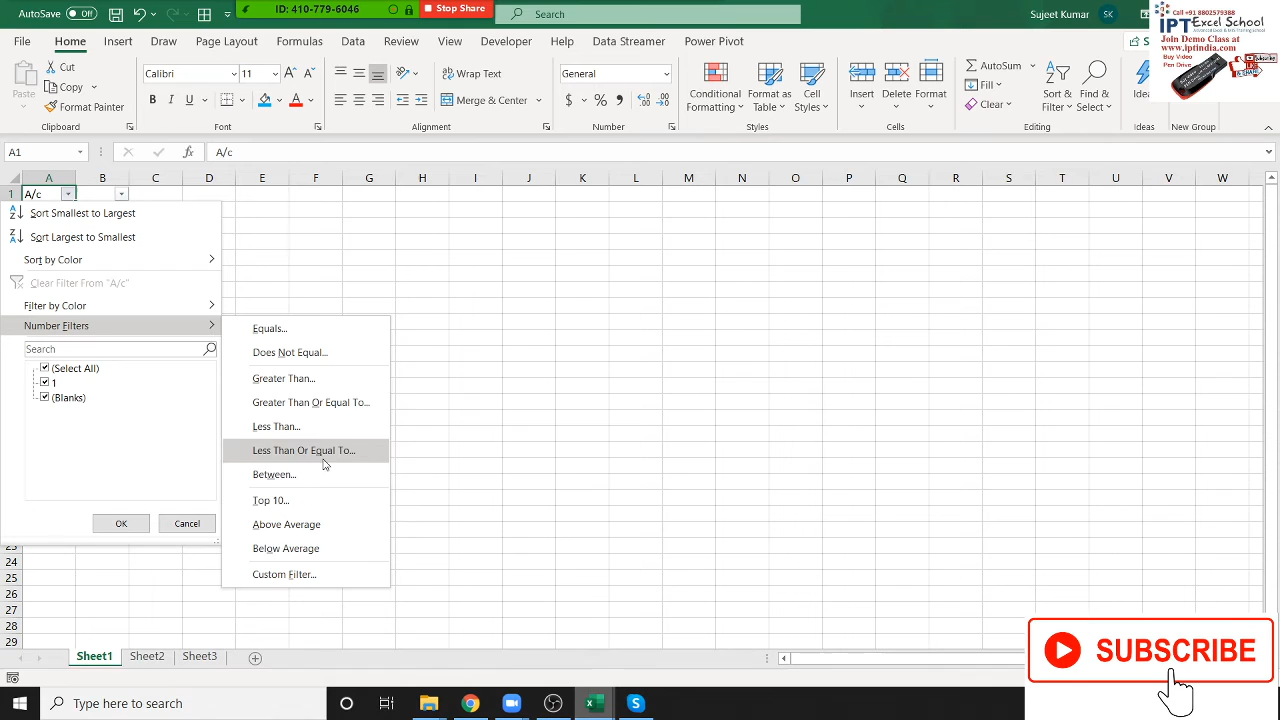 AutoSave Off
ID: 410-779-6046
Stop Share
Search
Sujeet Kumar
SK
Call +91 8802579388
IPT Excel School
Advanced Excel & MIS Training School
Join Demo Class at
www.iptindia.com
Buy Video
Pen Drive
Subscribe
File Home Insert Draw Page Layout Formulas Data Review View Developer Help Data Streamer Power Pivot
Paste
Cut
Copy
Format Painter
Clipboard
Calibri 11
B I U
Font
Wrap Text
Merge & Center
Alignment
General
$ % ,
Number
Conditional
Formatting
Format as
Table
Cell
Styles
Styles
Insert
Delete
Format
Cells
AutoSum
Fill
Clear
Sort &
Filter
Find &
Select
Editing
Ideas
Ideas
New Group
A1 fx A/c
A B C D E F G H I J K L M N O P Q R S T U V W
1 A/c
Sort Smallest to Largest
Sort Largest to Smallest
Sort by Color
Clear Filter From "A/c"
Filter by Color
Number Filters
Search
(Select All)
1
(Blanks)
OK Cancel
Equals...
Does Not Equal...
Greater Than...
Greater Than Or Equal To...
Less Than...
Less Than Or Equal To...
Between...
Top 10...
Above Average
Below Average
Custom Filter...
24
25
26
27
28
29
Sheet1 Sheet2 Sheet3
SUBSCRIBE
Type here to search